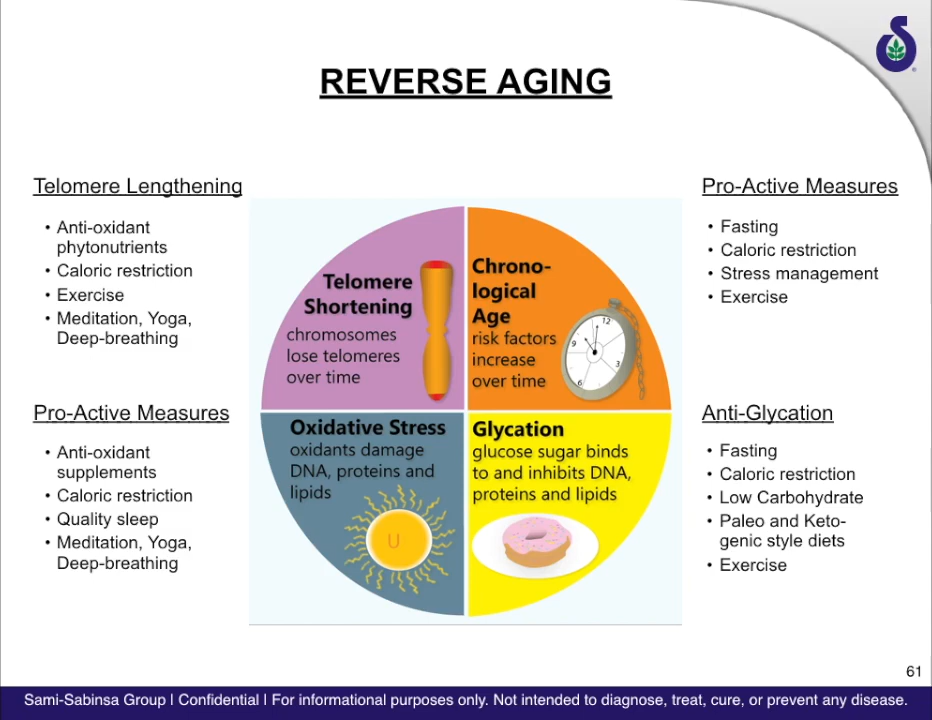 REVERSE AGING
Telomere Lengthening
• Anti-oxidant
phytonutrients
• Caloric restriction
• Exercise
• Meditation, Yoga,
Deep-breathing
Pro-Active Measures
• Anti-oxidant
supplements
• Caloric restriction
• Quality sleep
• Meditation, Yoga,
Deep-breathing
Telomere
Shortening
chromosomes
lose telomeres
over time
Chrono-
logical
Age
risk factors
increase
over time
12
3
6
9
Oxidative Stress
oxidants damage
DNA, proteins and
lipids
U
Glycation
glucose sugar binds
to and inhibits DNA,
proteins and lipids
Pro-Active Measures
• Fasting
• Caloric restriction
• Stress management
• Exercise
Anti-Glycation
• Fasting
• Caloric restriction
• Low Carbohydrate
• Paleo and Keto-
genic style diets
• Exercise
61
Sami-Sabinsa Group | Confidential | For informational purposes only. Not intended to diagnose, treat, cure, or prevent any disease.